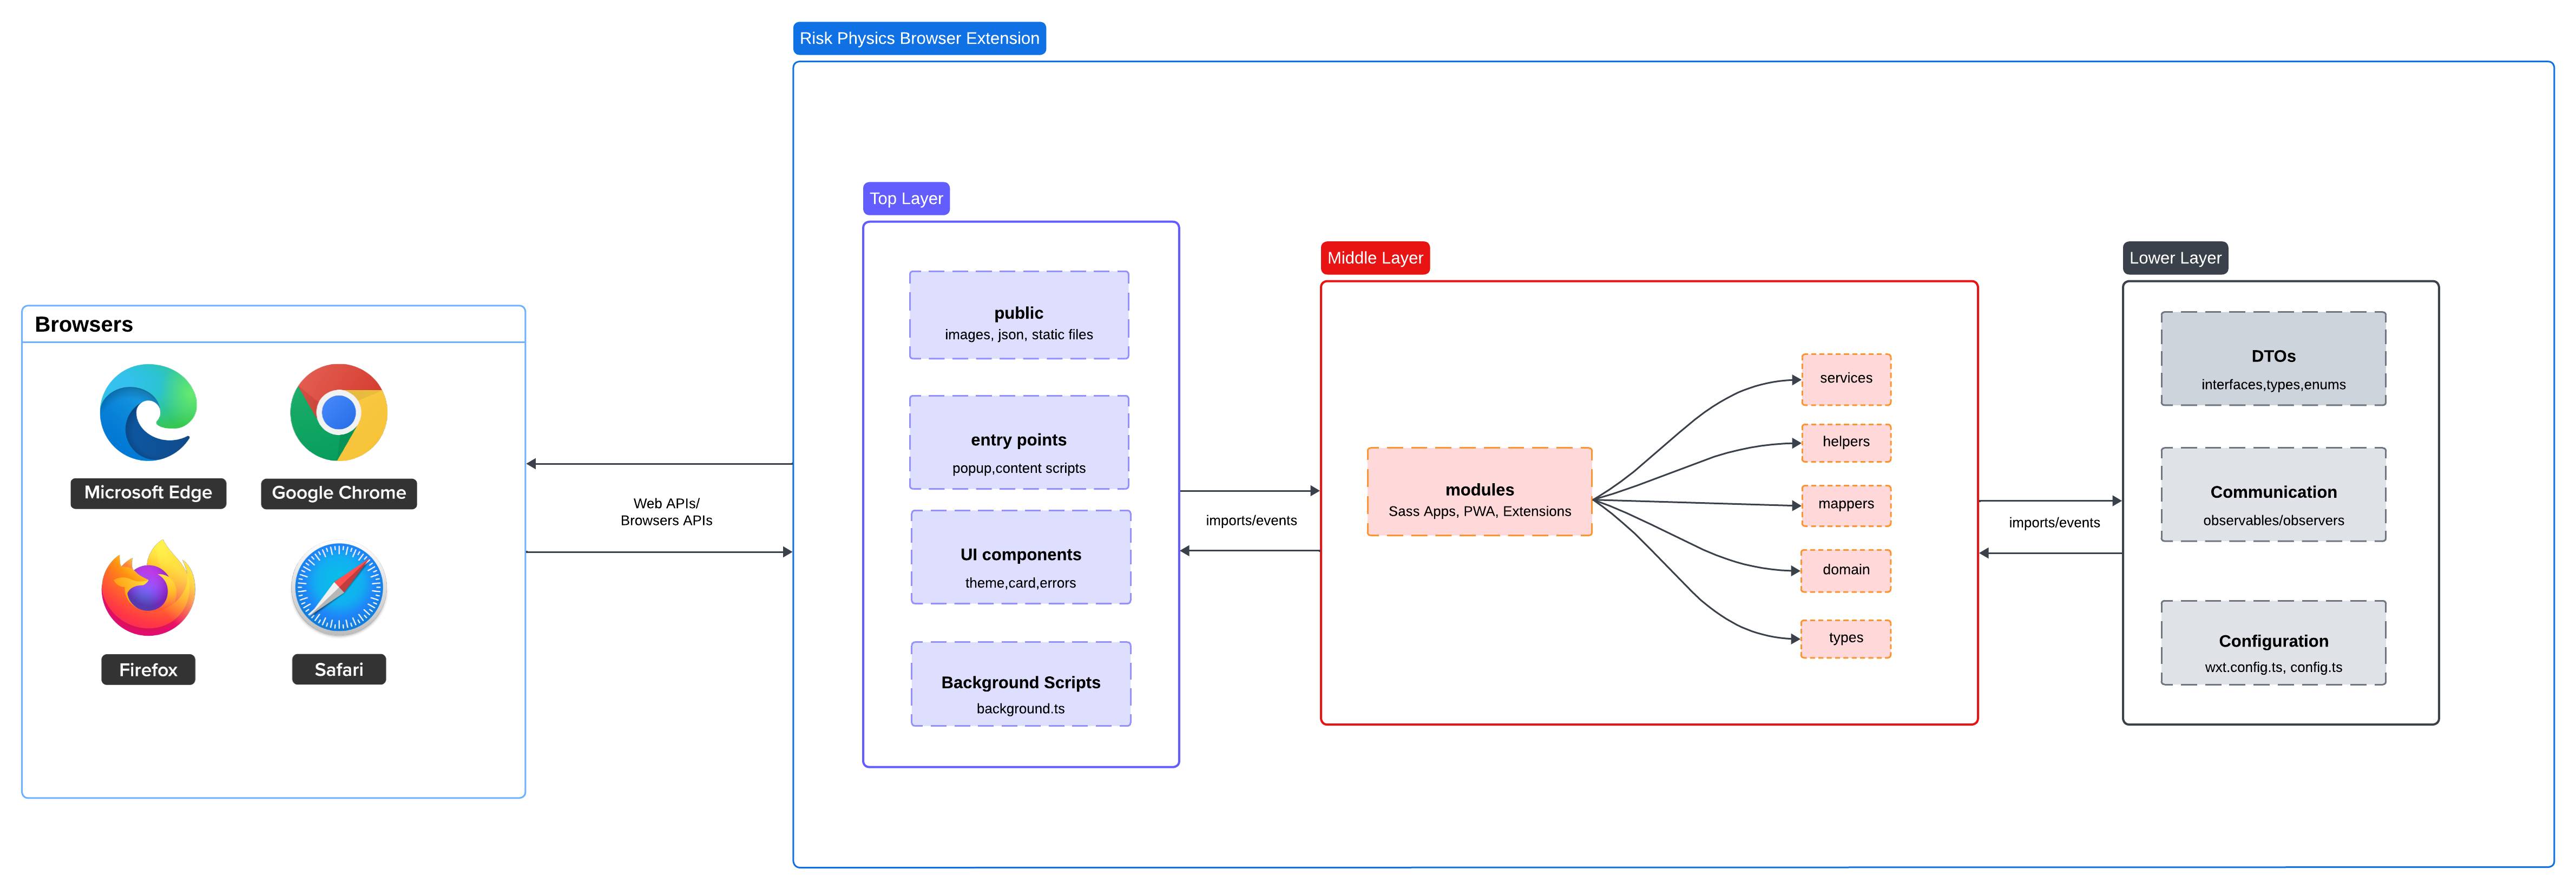 Risk Physics Browser Extension
Browsers
Microsoft Edge
Google Chrome
Firefox
Safari
Web APIs/
Browsers APIs
Top Layer
public
images, json, static files
entry points
popup,content scripts
UI components
theme,card,errors
Background Scripts
background.ts
imports/events
Middle Layer
modules
Sass Apps, PWA, Extensions
services
helpers
mappers
domain
types
imports/events
Lower Layer
DTOs
interfaces,types,enums
Communication
observables/observers
Configuration
wxt.config.ts, config.ts